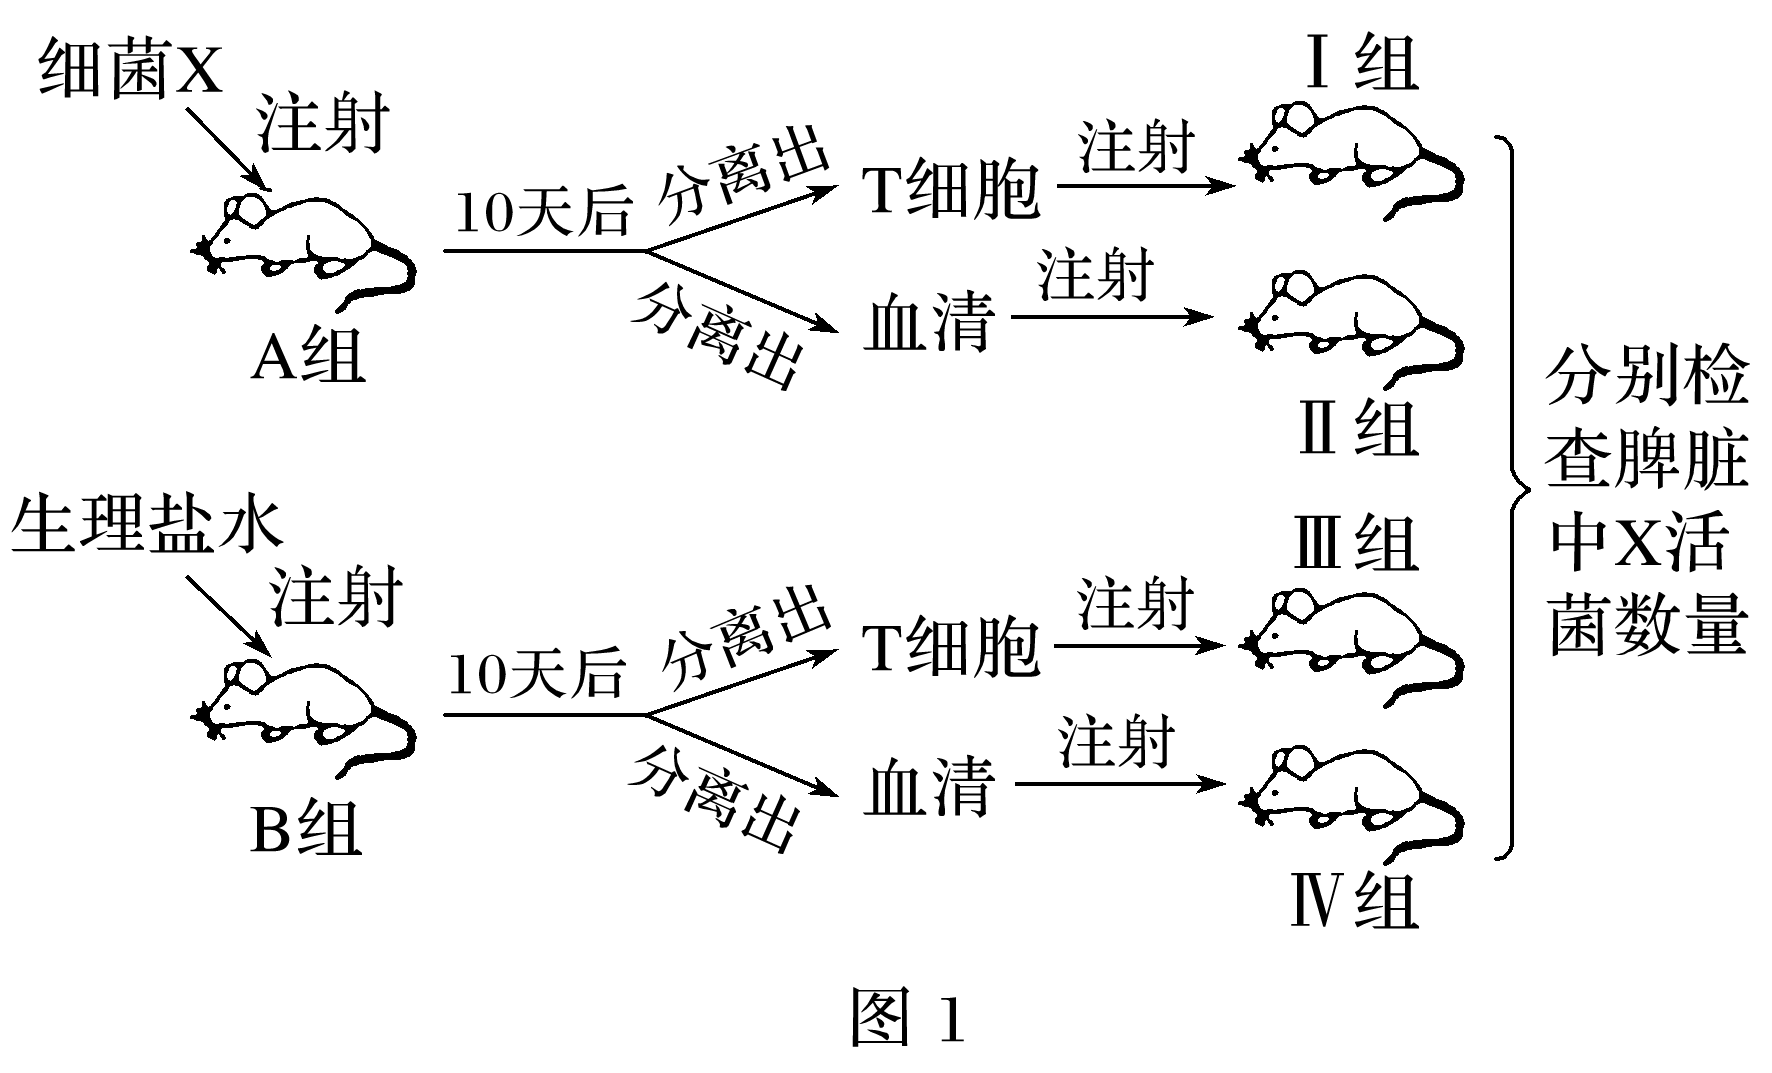 细菌X
注射
A组
10天后
分离出
T细胞
注射
Ⅰ组
分离出
血清
注射
Ⅱ组
生理盐水
注射
B组
10天后
分离出
T细胞
注射
Ⅲ组
分离出
血清
注射
Ⅳ组
分别检
查脾脏
中X活
菌数量
图 1